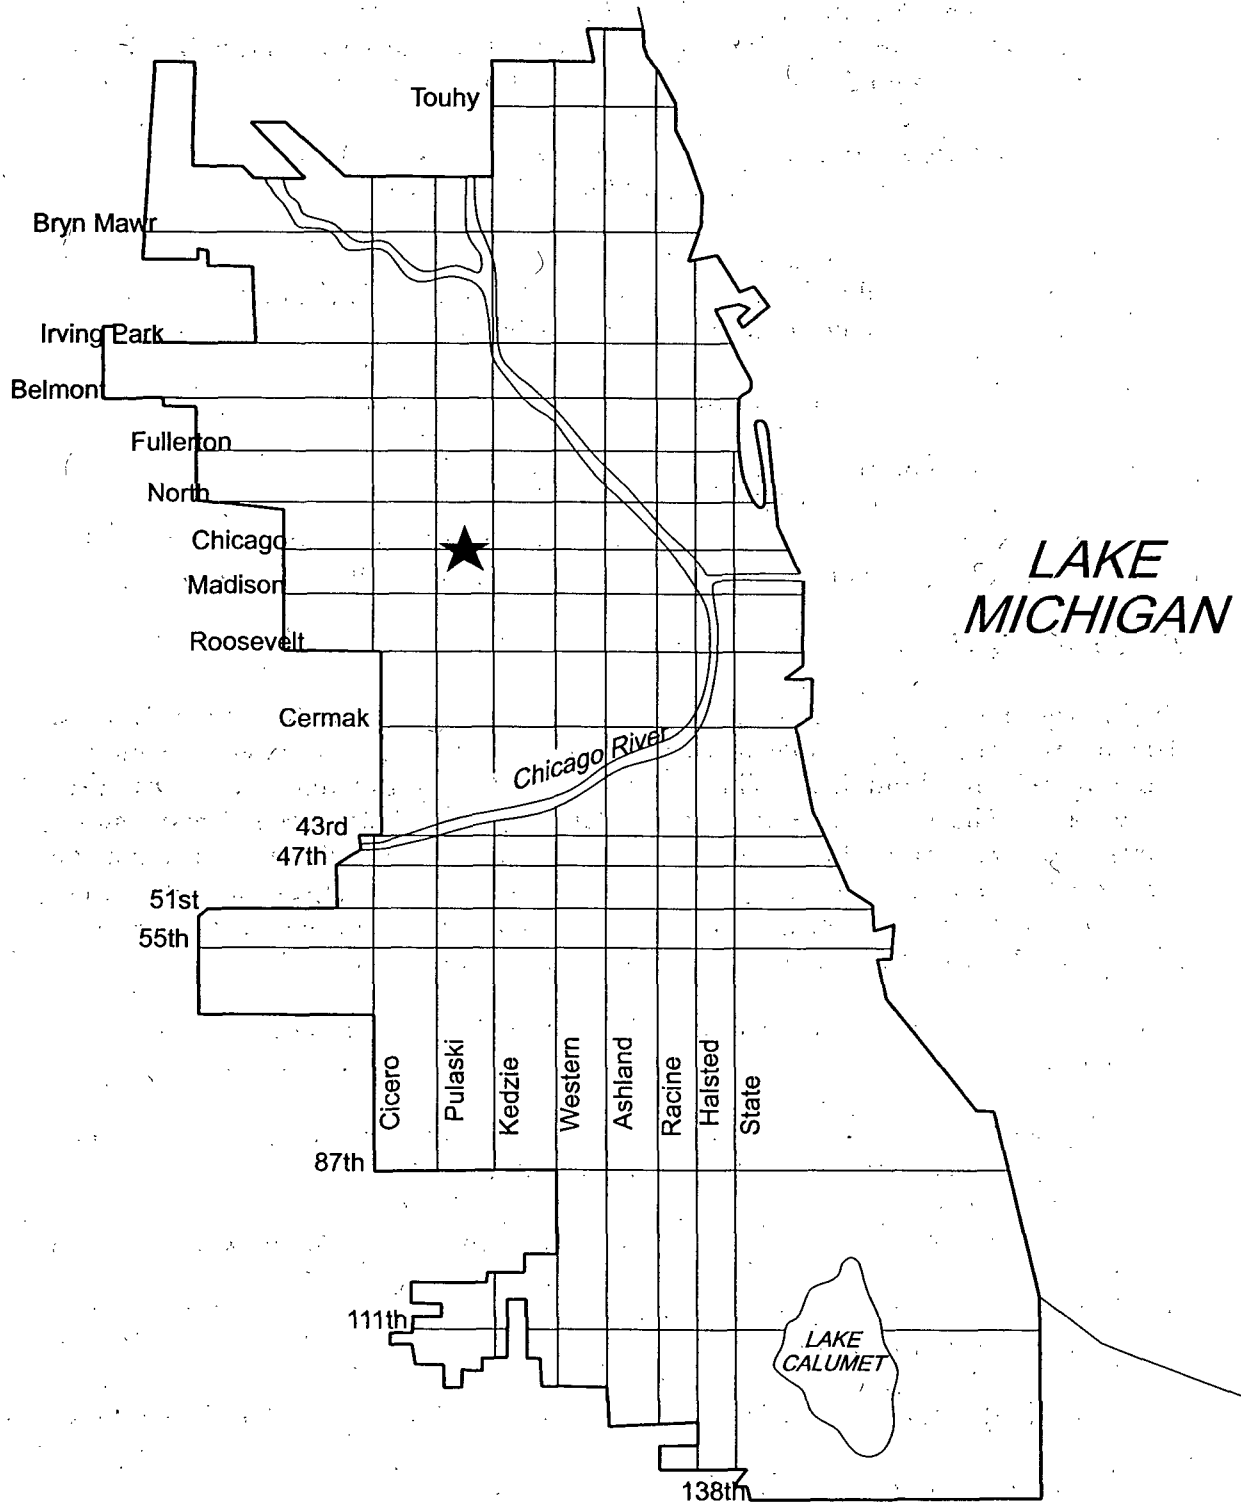 Touhy
Bryn Mawr
Irving Park
Belmont
Fullerton
North
Chicago
Madison
Roosevelt
LAKE
MICHIGAN
Cermak
Chicago River
43rd
47th
51st
55th
Cicero
Pulaski
Kedzie
Western
Ashland
Racine
Halsted
State
87th
111th
LAKE
CALUMET
138th